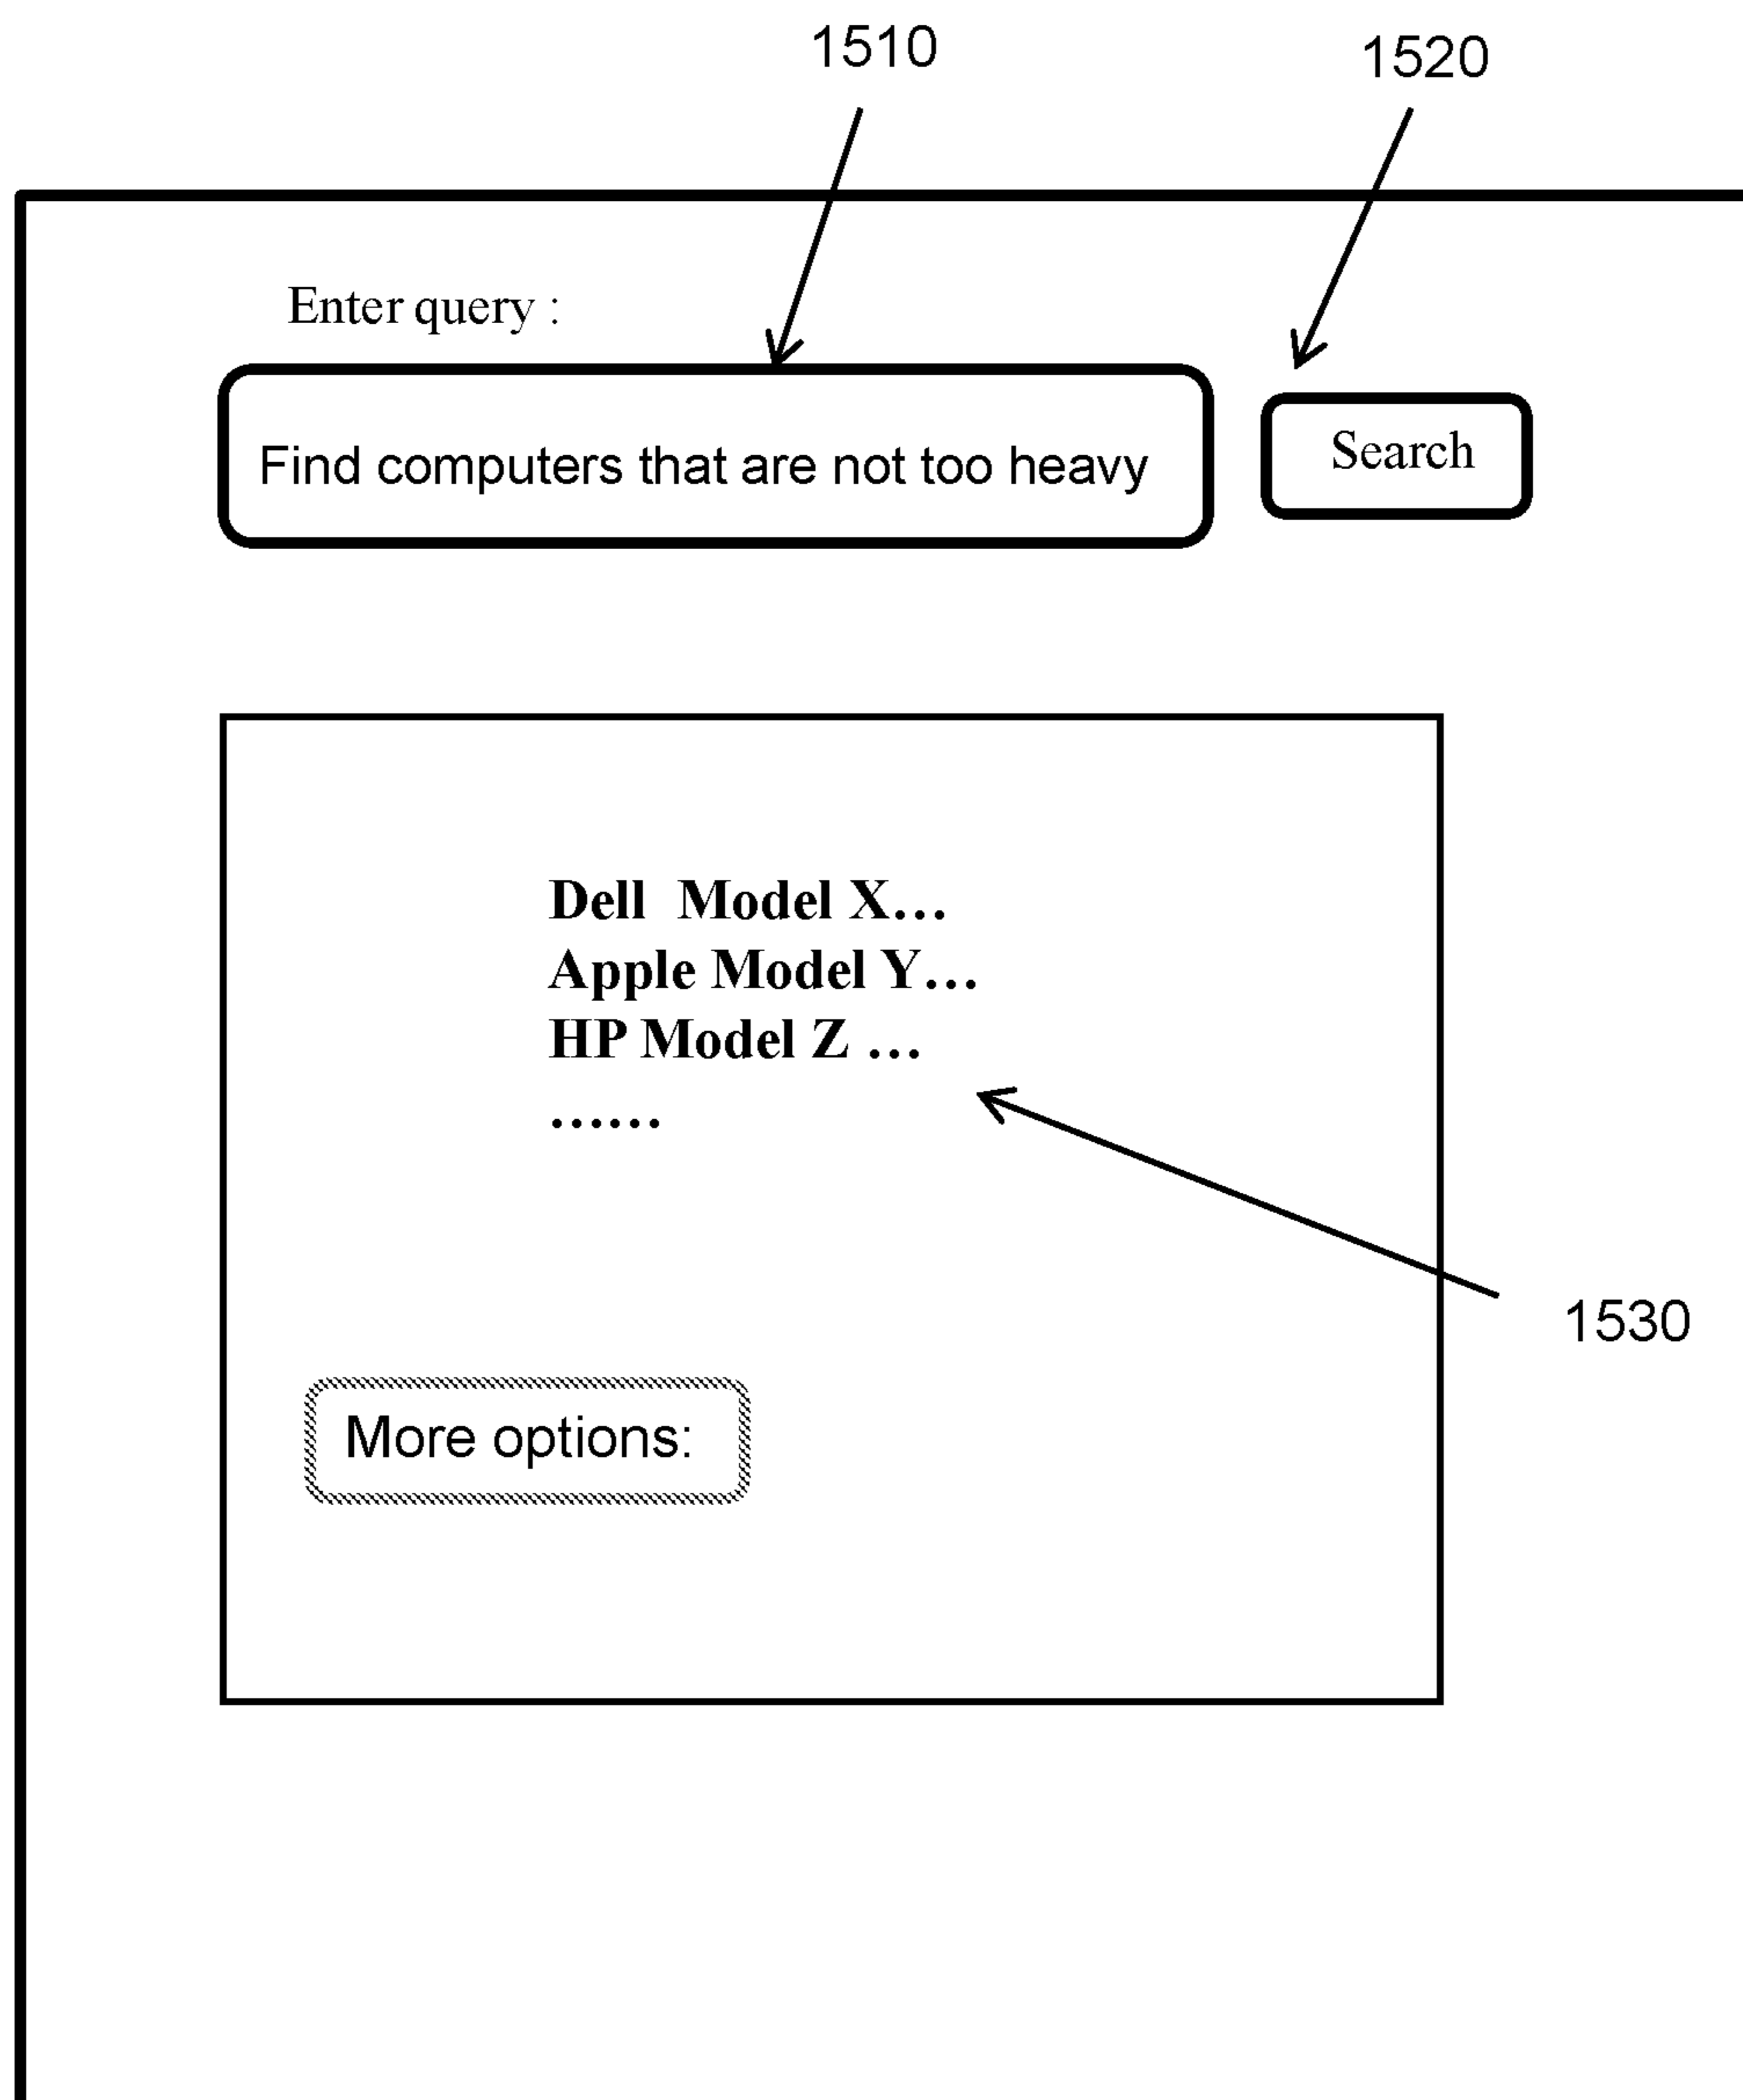 1510
1520
Enter query :
Find computers that are not too heavy
Search
Dell  Model X...
Apple Model Y...
HP Model Z ...
......
1530
More options: